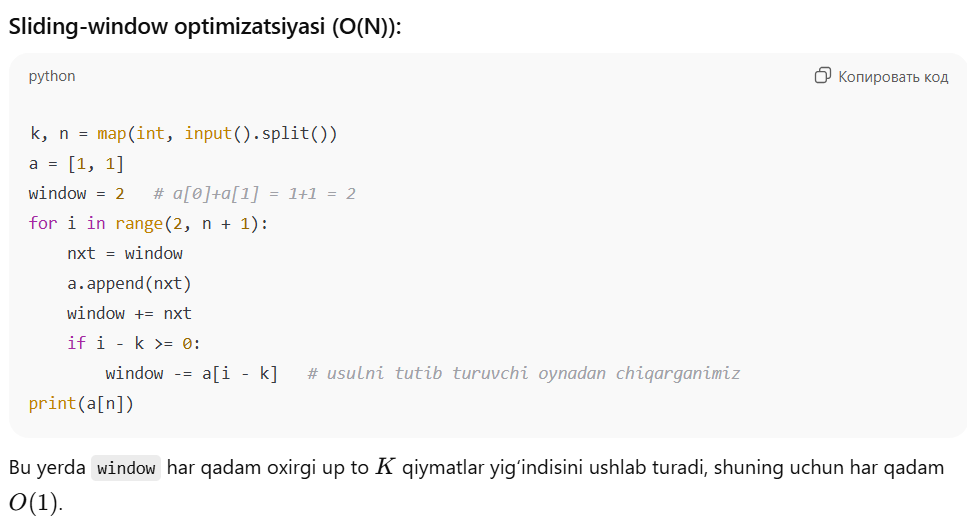 Sliding-window optimizatsiyasi (O(N)):
python
Копировать код
k, n = map(int, input().split())
a = [1, 1]
window = 2   # a[0]+a[1] = 1+1 = 2
for i in range(2, n + 1):
    nxt = window
    a.append(nxt)
    window += nxt
    if i - k >= 0:
        window -= a[i - k]   # usulni tutib turuvchi oynadan chiqarganimiz
print(a[n])
Bu yerda window har qadam oxirgi up to K qiymatlar yig‘indisini ushlab turadi, shuning uchun har qadam
O(1).